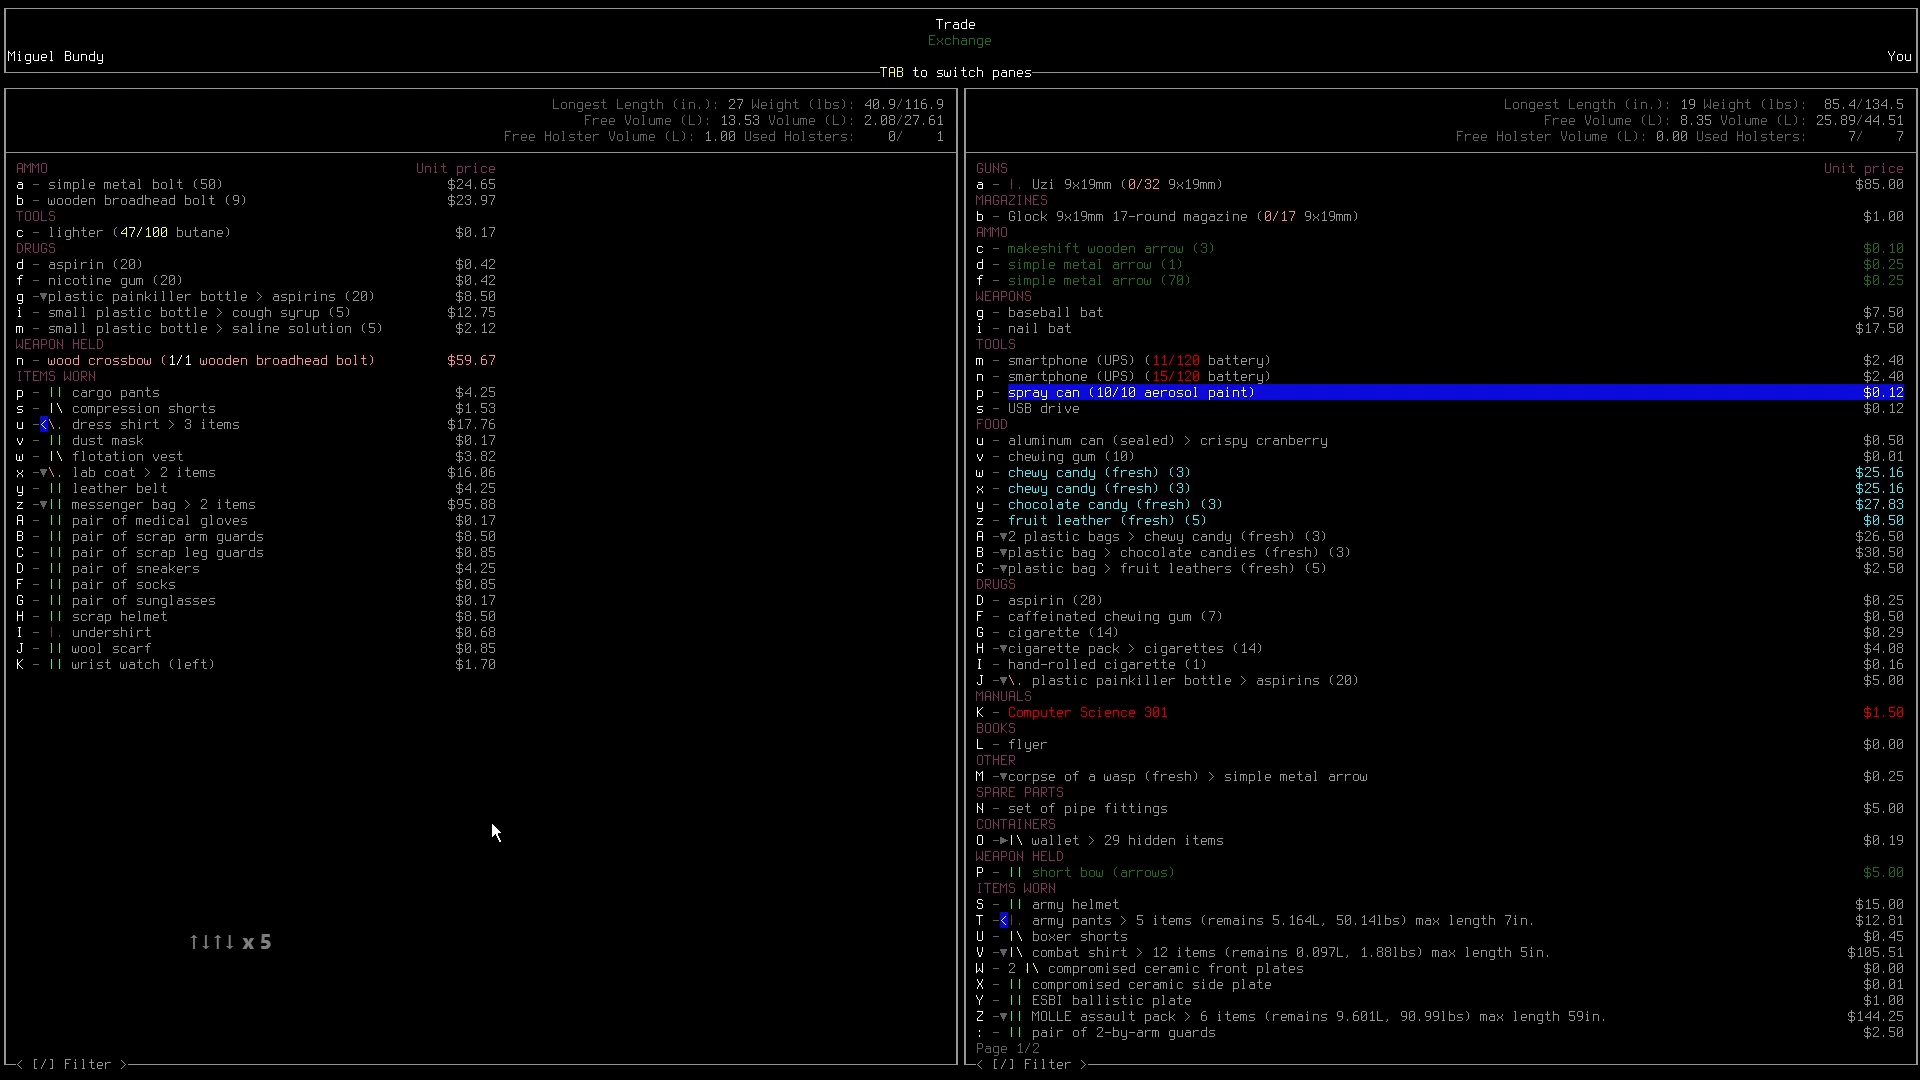 Trade
Exchange
Miguel Bundy
You
TAB to switch panes
Longest Length (in.): 27 Weight (lbs): 40.9/116.9
Free Volume (L): 13.53 Volume (L): 2.08/27.61
Free Holster Volume (L): 1.00 Used Holsters: 0/ 1
AMMO Unit price
a - simple metal bolt (50) $24.65
b - wooden broadhead bolt (9) $23.97
TOOLS
c - lighter (47/100 butane) $0.17
DRUGS
d - aspirin (20) $0.42
f - nicotine gum (20) $0.42
g -▼plastic painkiller bottle > aspirins (20) $8.50
i - small plastic bottle > cough syrup (5) $12.75
m - small plastic bottle > saline solution (5) $2.12
WEAPON HELD
n - wood crossbow (1/1 wooden broadhead bolt) $59.67
ITEMS WORN
p - || cargo pants $4.25
s - |\ compression shorts $1.53
u -<\. dress shirt > 3 items $17.76
v - || dust mask $0.17
w - |\ flotation vest $3.82
x -▼\. lab coat > 2 items $16.06
y - || leather belt $4.25
z -▼|| messenger bag > 2 items $95.88
A - || pair of medical gloves $0.17
B - || pair of scrap arm guards $8.50
C - || pair of scrap leg guards $0.85
D - || pair of sneakers $4.25
F - || pair of socks $0.85
G - || pair of sunglasses $0.17
H - || scrap helmet $8.50
I - |. undershirt $0.68
J - || wool scarf $0.85
K - || wrist watch (left) $1.70
↑↓↑↓ x 5
< [/] Filter >
Longest Length (in.): 19 Weight (lbs): 85.4/134.5
Free Volume (L): 8.35 Volume (L): 25.89/44.51
Free Holster Volume (L): 0.00 Used Holsters: 7/ 7
GUNS Unit price
a - |. Uzi 9x19mm (0/32 9x19mm) $85.00
MAGAZINES
b - Glock 9x19mm 17-round magazine (0/17 9x19mm) $1.00
AMMO
c - makeshift wooden arrow (3) $0.10
d - simple metal arrow (1) $0.25
f - simple metal arrow (70) $0.25
WEAPONS
g - baseball bat $7.50
i - nail bat $17.50
TOOLS
m - smartphone (UPS) (11/120 battery) $2.40
n - smartphone (UPS) (15/120 battery) $2.40
p - spray can (10/10 aerosol paint) $0.12
s - USB drive $0.12
FOOD
u - aluminum can (sealed) > crispy cranberry $0.50
v - chewing gum (10) $0.01
w - chewy candy (fresh) (3) $25.16
x - chewy candy (fresh) (3) $25.16
y - chocolate candy (fresh) (3) $27.83
z - fruit leather (fresh) (5) $0.50
A -▼2 plastic bags > chewy candy (fresh) (3) $26.50
B -▼plastic bag > chocolate candies (fresh) (3) $30.50
C -▼plastic bag > fruit leathers (fresh) (5) $2.50
DRUGS
D - aspirin (20) $0.25
F - caffeinated chewing gum (7) $0.50
G - cigarette (14) $0.29
H -▼cigarette pack > cigarettes (14) $4.08
I - hand-rolled cigarette (1) $0.16
J -▼\. plastic painkiller bottle > aspirins (20) $5.00
MANUALS
K - Computer Science 301 $1.50
BOOKS
L - flyer $0.00
OTHER
M -▼corpse of a wasp (fresh) > simple metal arrow $0.25
SPARE PARTS
N - set of pipe fittings $5.00
CONTAINERS
O -►|\ wallet > 29 hidden items $0.19
WEAPON HELD
P - || short bow (arrows) $5.00
ITEMS WORN
S - || army helmet $15.00
T -<|. army pants > 5 items (remains 5.164L, 50.14lbs) max length 7in. $12.81
U - |\ boxer shorts $0.45
V -▼|\ combat shirt > 12 items (remains 0.097L, 1.88lbs) max length 5in. $105.51
W - 2 |\ compromised ceramic front plates $0.00
X - || compromised ceramic side plate $0.01
Y - || ESBI ballistic plate $1.00
Z -▼|| MOLLE assault pack > 6 items (remains 9.601L, 90.99lbs) max length 59in. $144.25
: - || pair of 2-by-arm guards $2.50
Page 1/2
< [/] Filter >